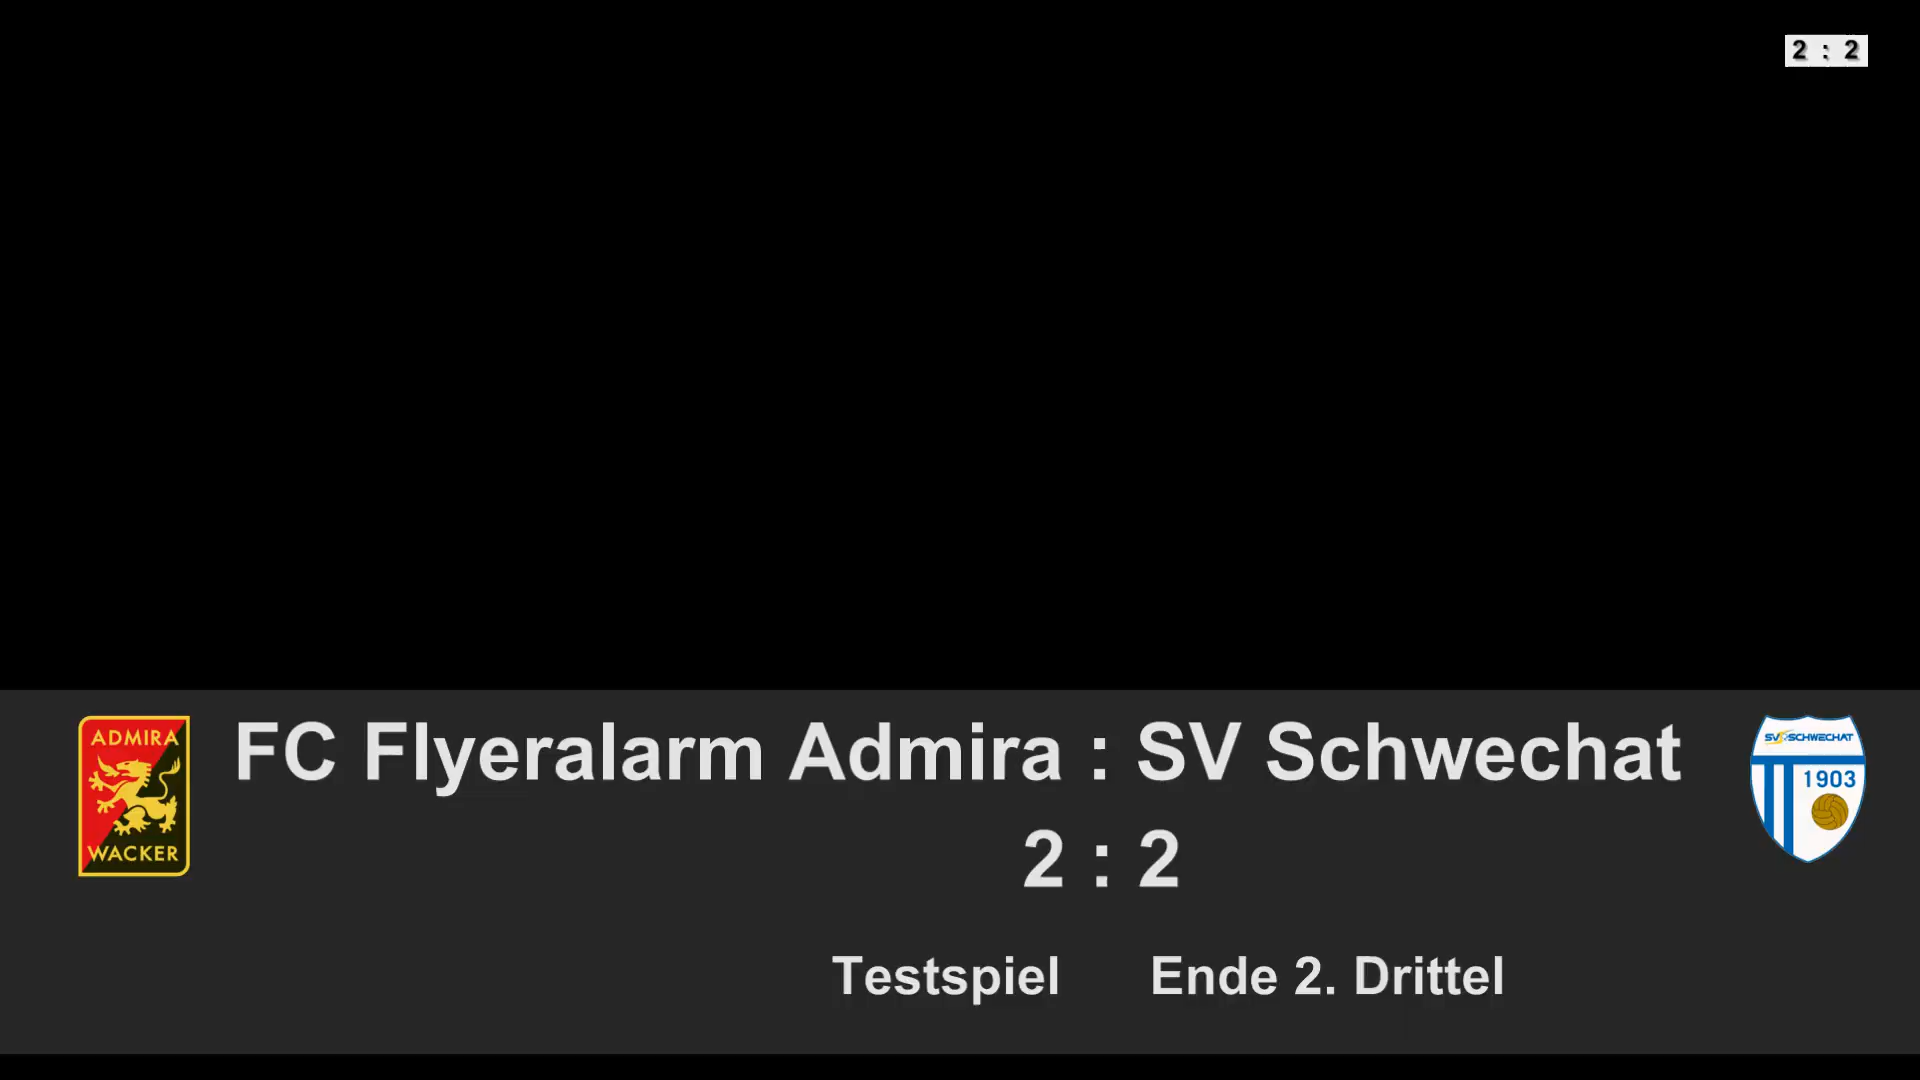 2 : 2
ADMIRA
WACKER
FC Flyeralarm Admira : SV Schwechat
2 : 2
Testspiel Ende 2. Drittel
SV SCHWECHAT
1903